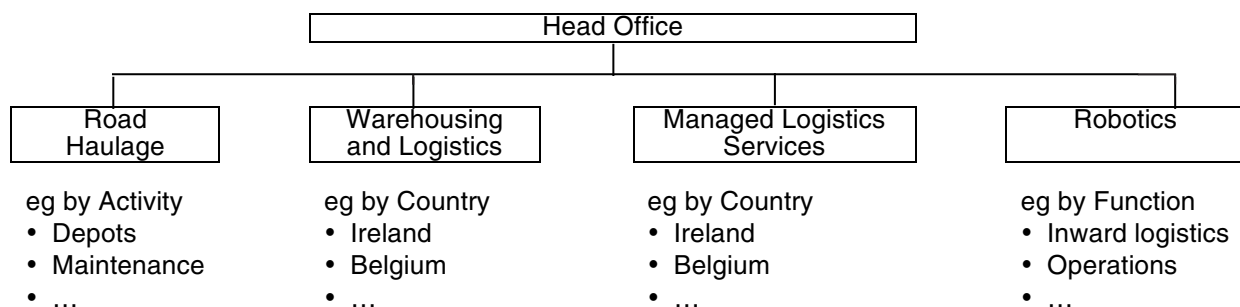 Head Office
Road
Haulage
Warehousing
and Logistics
Managed Logistics
Services
Robotics
eg by Activity
• Depots
• Maintenance
• ...
eg by Country
• Ireland
• Belgium
• ...
eg by Country
• Ireland
• Belgium
• ...
eg by Function
• Inward logistics
• Operations
• ...